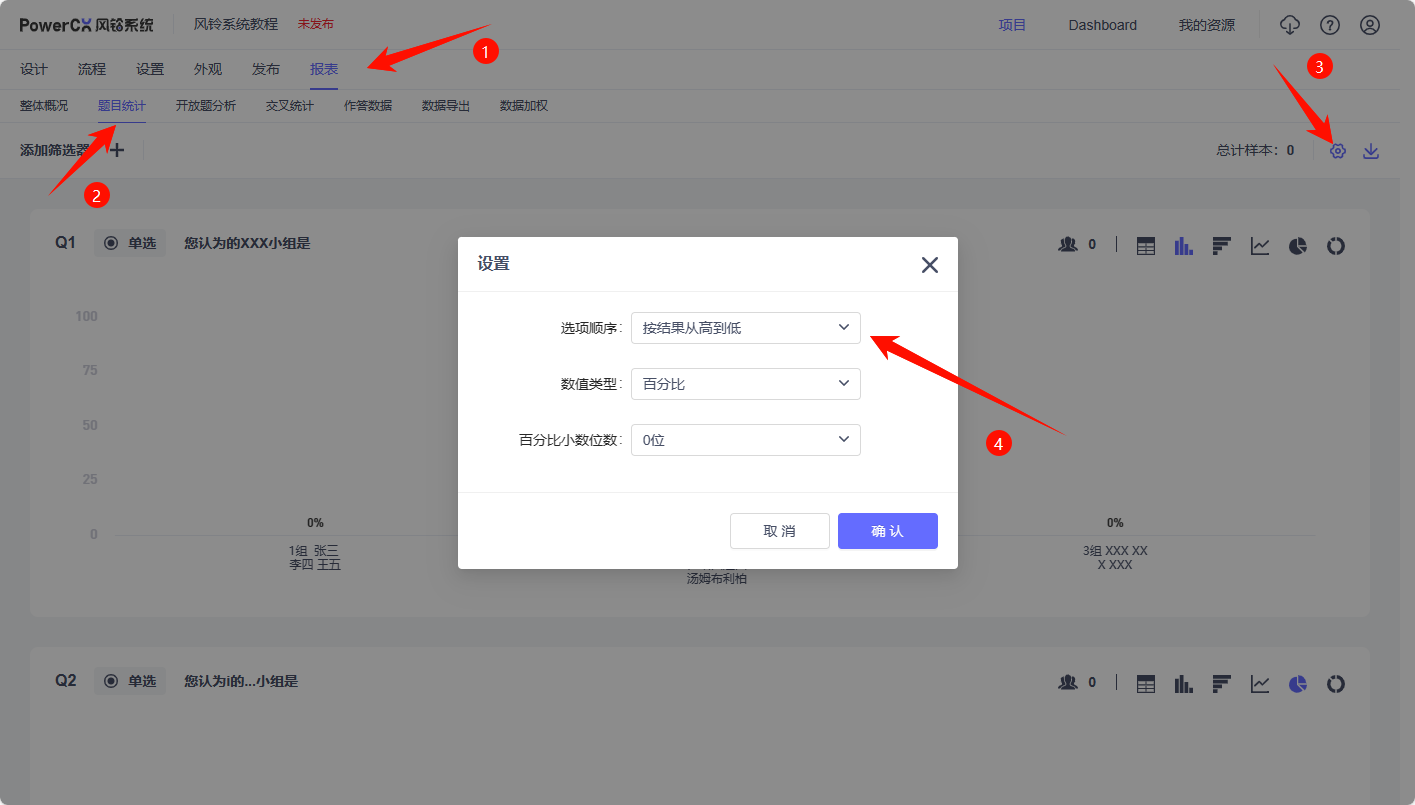 PowerCX 风铃系统 风铃系统教程 未发布 项目 Dashboard 我的资源
设计 流程 设置 外观 发布 报表 1
3
整体概况 题目统计 开放题分析 交叉统计 作答数据 数据导出 数据加权
添加筛选器 总计样本: 0
2
Q1 单选 您认为的XXX小组是 0
设置
100
选项顺序: 按结果从高到低
75
数值类型: 百分比
50
百分比小数位数: 0位
4
25
0
0%
取 消 确 认
0%
1组 张三
李四 王五
3组 XXX XX
X XXX
汤姆布利柏
Q2 单选 您认为i的...小组是 0